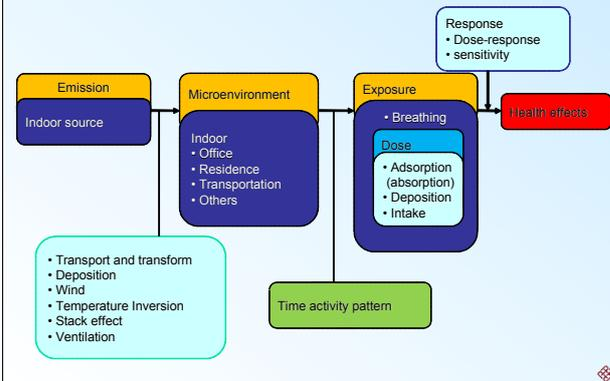 Response
• Dose-response
• sensitivity
Emission
Indoor source
Microenvironment
Indoor
• Office
• Residence
• Transportation
• Others
Exposure
• Breathing
Dose
• Adsorption
(absorption)
• Deposition
• Intake
Health effects
• Transport and transform
• Deposition
• Wind
• Temperature Inversion
• Stack effect
• Ventilation
Time activity pattern